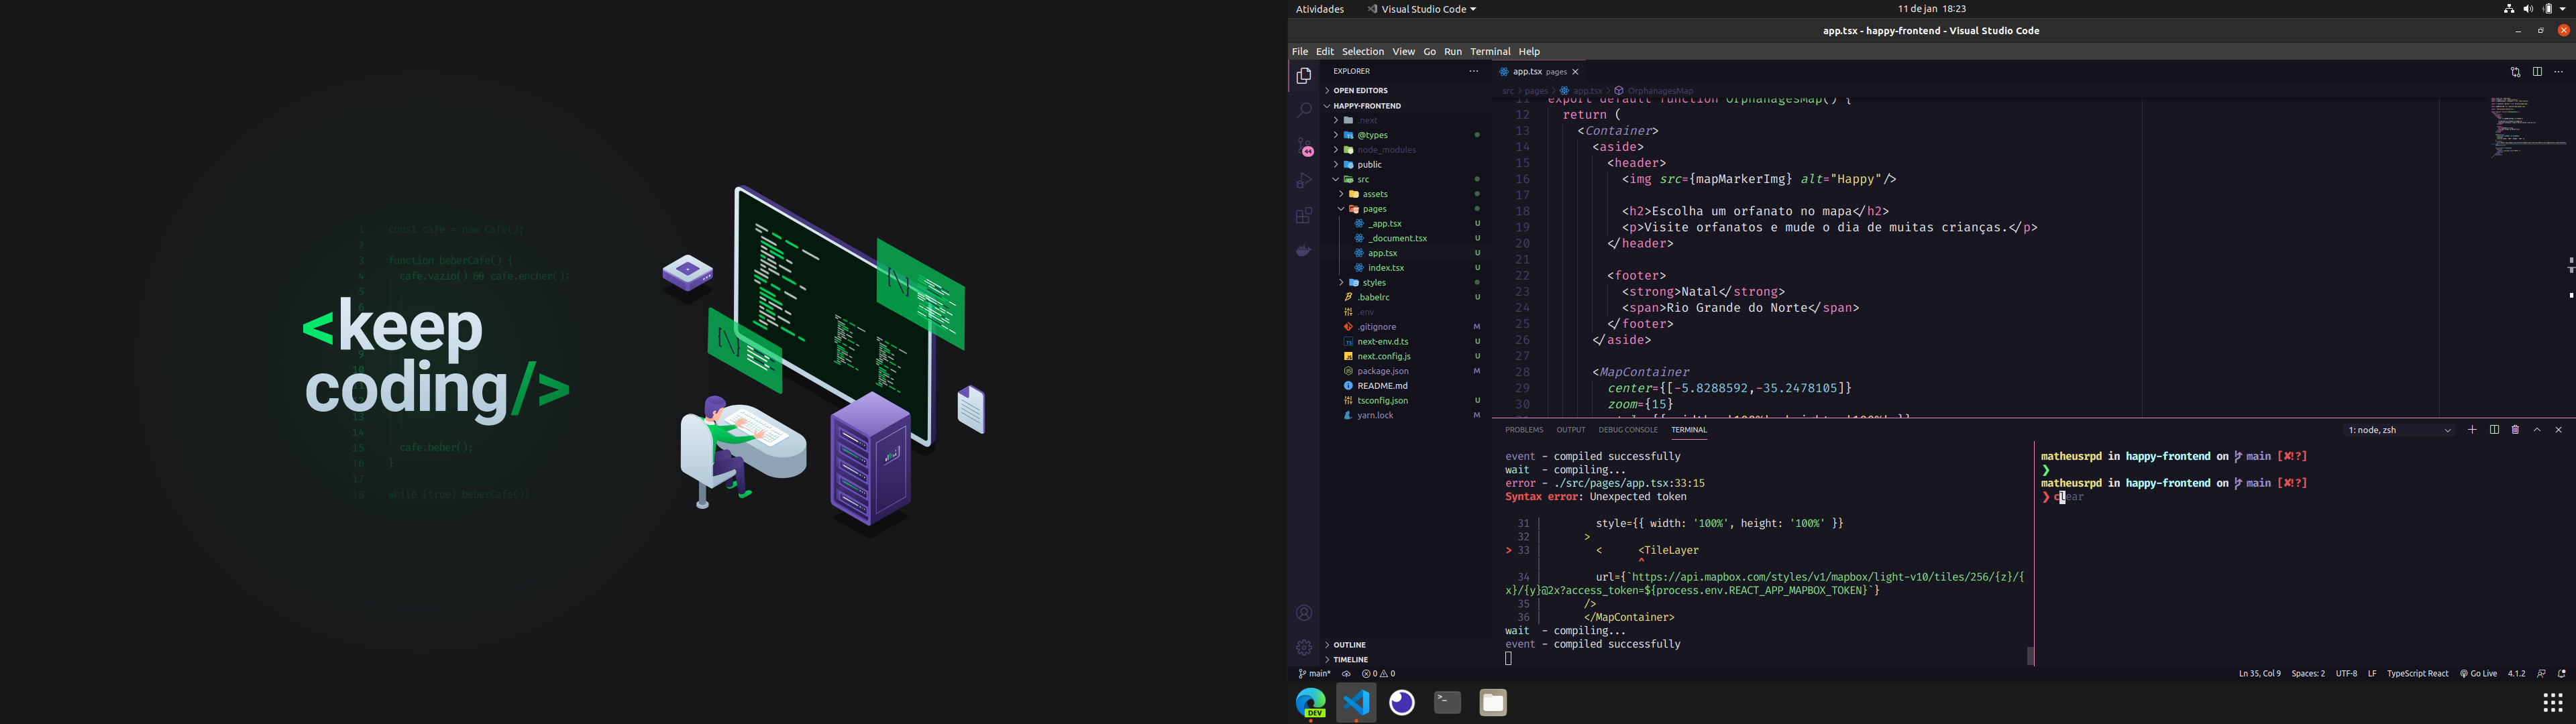 1 const cafe = new Cafe();
2
3 function beberCafe() {
4 cafe.vazio() && cafe.encher();
5
6
<keep
9
10
coding/>
13
14
15 cafe.beber();
16 }
17
18 while (true) beberCafe();
Atividades Visual Studio Code 11 de jan 18:23
app.tsx - happy-frontend - Visual Studio Code
File Edit Selection View Go Run Terminal Help
EXPLORER
OPEN EDITORS
HAPPY-FRONTEND
.next
@types
node_modules
public
src
assets
pages
_app.tsx U
_document.tsx U
app.tsx U
index.tsx U
styles
.babelrc U
.env
.gitignore M
next-env.d.ts U
next.config.js U
package.json M
README.md
tsconfig.json U
yarn.lock M
OUTLINE
TIMELINE
44
app.tsx pages
src > pages > app.tsx > OrphanagesMap
11 export default function OrphanagesMap() {
12 return (
13 <Container>
14 <aside>
15 <header>
16 <img src={mapMarkerImg} alt="Happy"/>
17
18 <h2>Escolha um orfanato no mapa</h2>
19 <p>Visite orfanatos e mude o dia de muitas crianças.</p>
20 </header>
21
22 <footer>
23 <strong>Natal</strong>
24 <span>Rio Grande do Norte</span>
25 </footer>
26 </aside>
27
28 <MapContainer
29 center={[-5.8288592,-35.2478105]}
30 zoom={15}
PROBLEMS OUTPUT DEBUG CONSOLE TERMINAL 1: node, zsh
event - compiled successfully
wait - compiling...
error - ./src/pages/app.tsx:33:15
Syntax error: Unexpected token
31 | style={{ width: '100%', height: '100%' }}
32 | >
> 33 | < <TileLayer
| ^
34 | url={`https://api.mapbox.com/styles/v1/mapbox/light-v10/tiles/256/{z}/{
x}/{y}@2x?access_token=${process.env.REACT_APP_MAPBOX_TOKEN}`}
35 | />
36 | </MapContainer>
wait - compiling...
event - compiled successfully
matheusrpd in happy-frontend on main [✘!?]
❯
matheusrpd in happy-frontend on main [✘!?]
❯ clear
main* 0 0 Ln 35, Col 9 Spaces: 2 UTF-8 LF TypeScript React Go Live 4.1.2
DEV